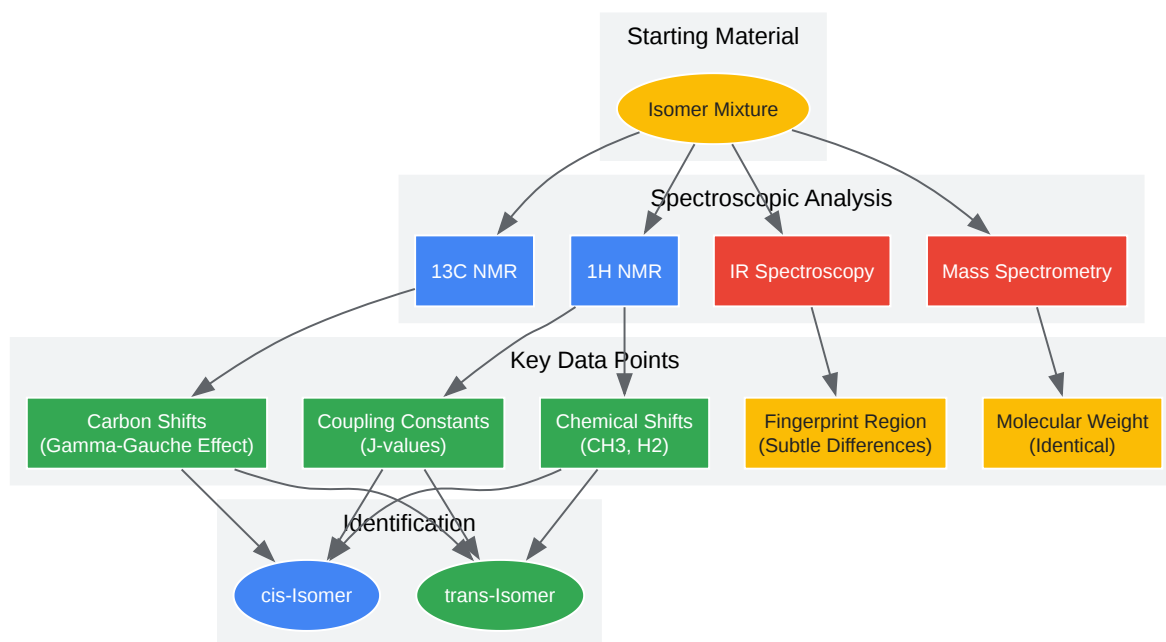 Starting Material
Isomer Mixture
Spectroscopic Analysis
13C NMR
1H NMR
IR Spectroscopy
Mass Spectrometry
Key Data Points
Carbon Shifts
(Gamma-Gauche Effect)
Coupling Constants
(J-values)
Chemical Shifts
(CH3, H2)
Fingerprint Region
(Subtle Differences)
Molecular Weight
(Identical)
Identification
cis-Isomer
trans-Isomer